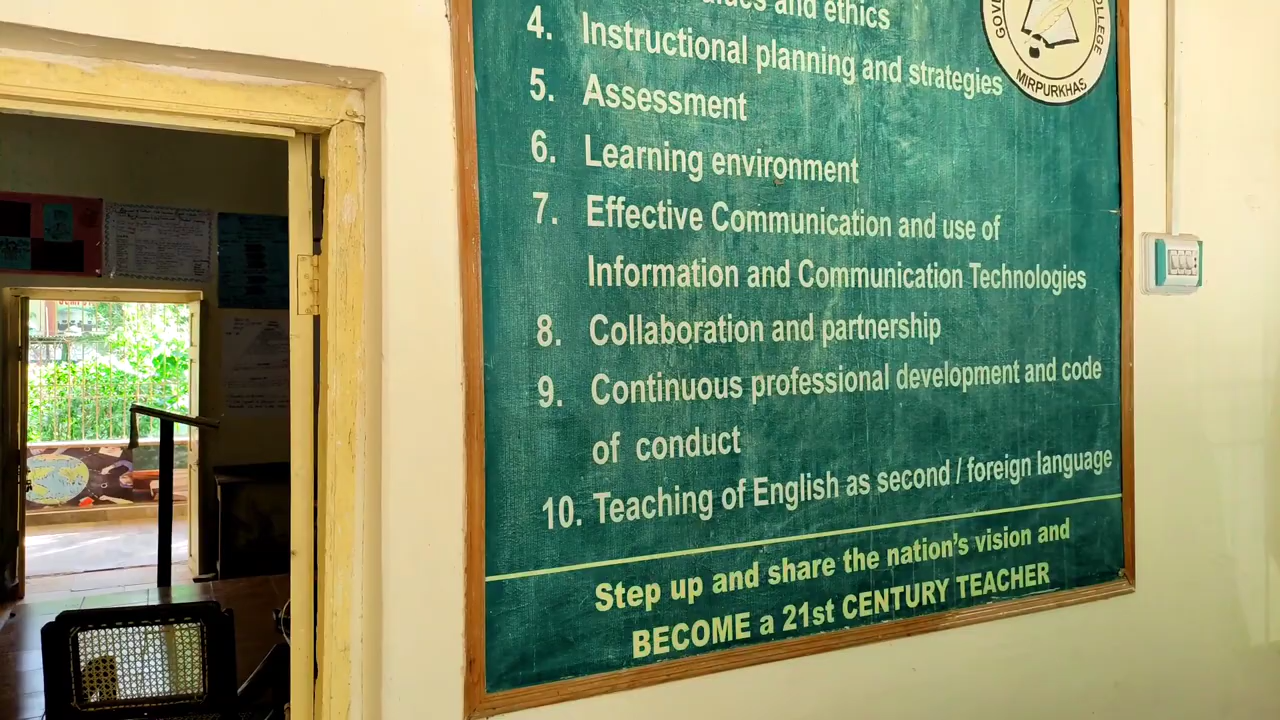 and ethics
4. Instructional planning and strategies
5. Assessment
6. Learning environment
7. Effective Communication and use of
Information and Communication Technologies
8. Collaboration and partnership
9. Continuous professional development and code
of conduct
10. Teaching of English as second / foreign language
Step up and share the nation's vision and
BECOME a 21st CENTURY TEACHER
MIRPURKHAS